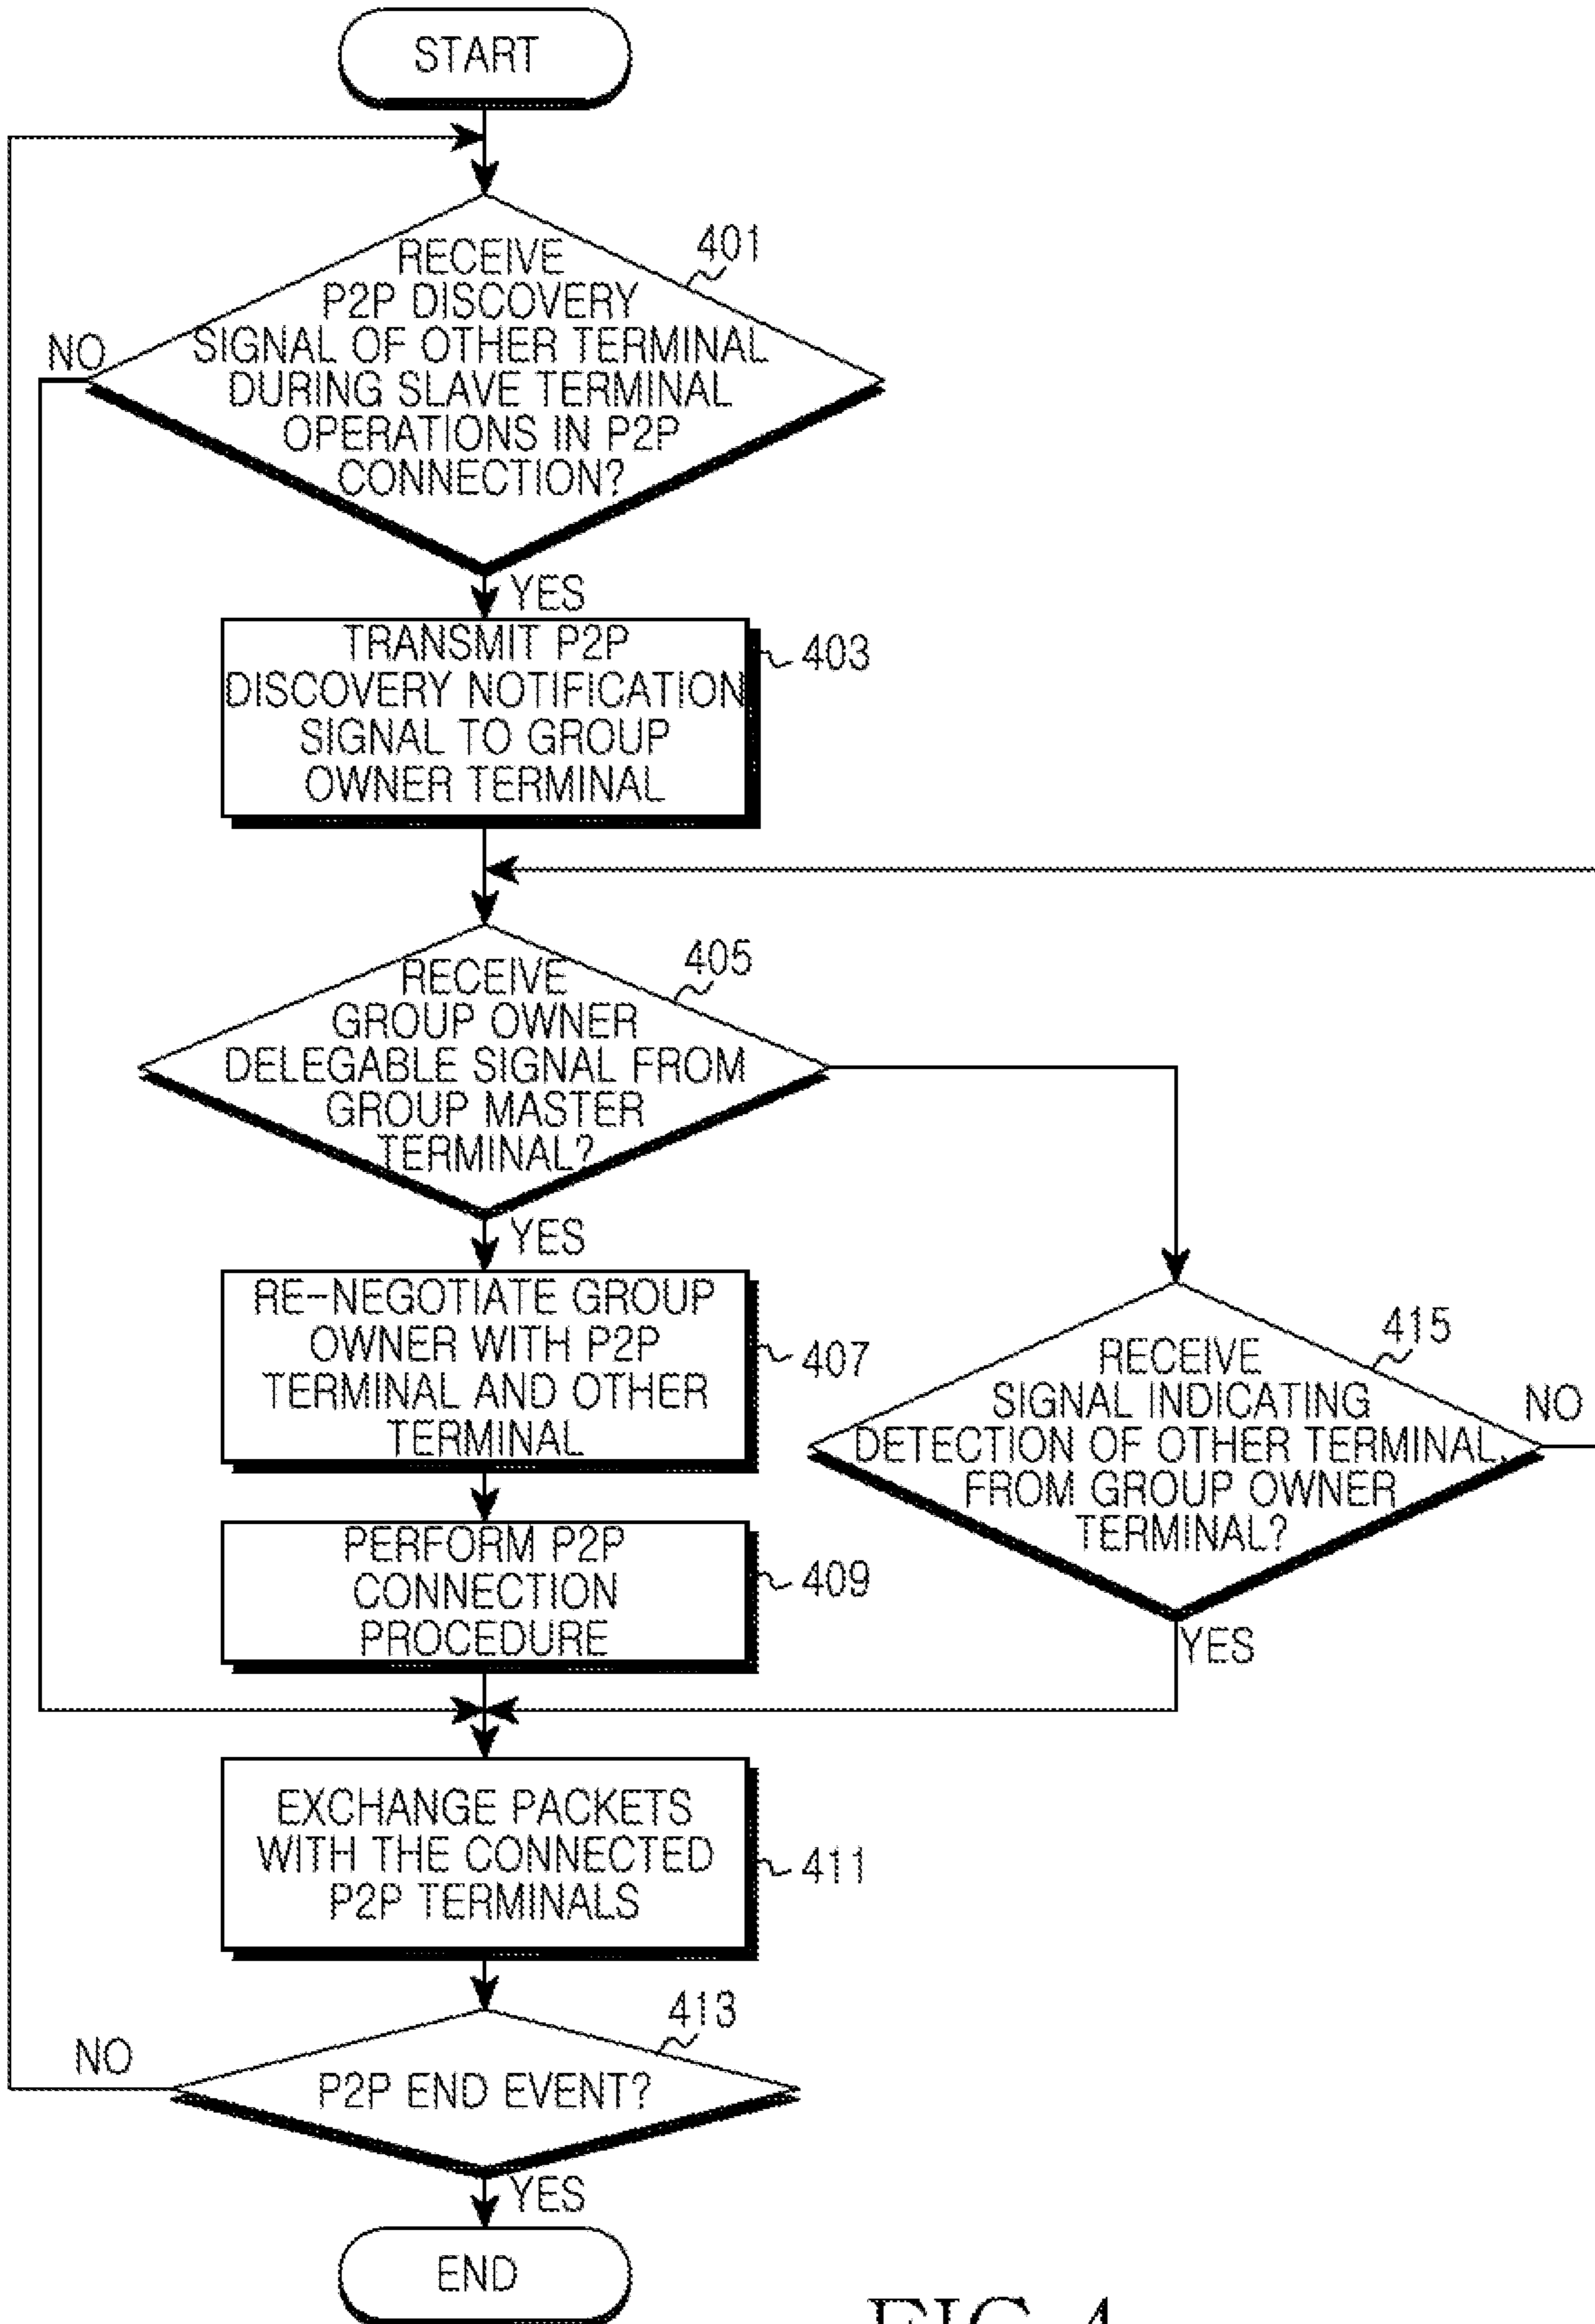 START
401
RECEIVE
P2P DISCOVERY
SIGNAL OF OTHER TERMINAL
DURING SLAVE TERMINAL
OPERATIONS IN P2P
CONNECTION?
NO
YES
TRANSMIT P2P
DISCOVERY NOTIFICATION
SIGNAL TO GROUP
OWNER TERMINAL
403
405
RECEIVE
GROUP OWNER
DELEGABLE SIGNAL FROM
GROUP MASTER
TERMINAL?
YES
RE-NEGOTIATE GROUP
OWNER WITH P2P
TERMINAL AND OTHER
TERMINAL
407
415
RECEIVE
SIGNAL INDICATING
DETECTION OF OTHER TERMINAL
FROM GROUP OWNER
TERMINAL?
NO
YES
PERFORM P2P
CONNECTION
PROCEDURE
409
EXCHANGE PACKETS
WITH THE CONNECTED
P2P TERMINALS
411
413
P2P END EVENT?
NO
YES
END
FIG.4